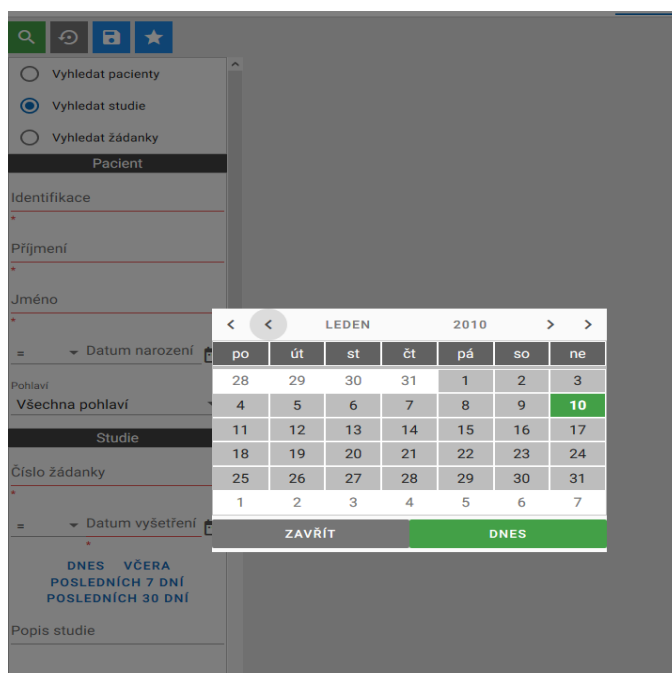 Vyhledat pacienty
Vyhledat studie
Vyhledat žádanky
Pacient
Identifikace
*
Příjmení
*
Jméno
*
= Datum narození
Pohlaví
Všechna pohlaví
Studie
Číslo žádanky
*
= Datum vyšetření
*
DNES VČERA
POSLEDNÍCH 7 DNÍ
POSLEDNÍCH 30 DNÍ
Popis studie
< < LEDEN 2010 > >
po út st čt pá so ne
28 29 30 31 1 2 3
4 5 6 7 8 9 10
11 12 13 14 15 16 17
18 19 20 21 22 23 24
25 26 27 28 29 30 31
1 2 3 4 5 6 7
ZAVŘÍT DNES